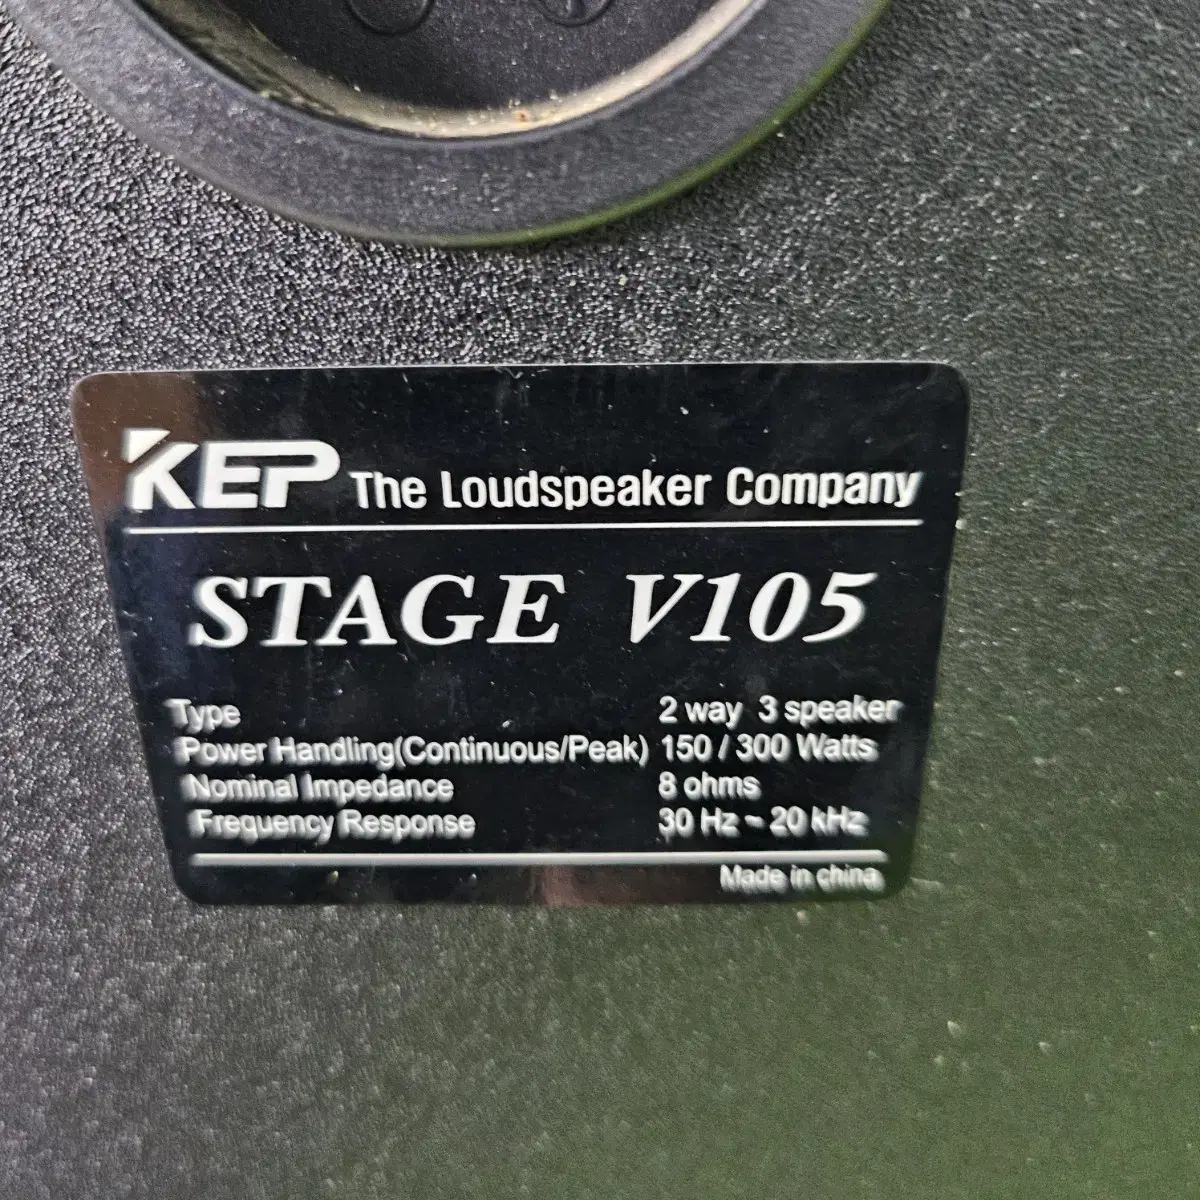 KEP The Loudspeaker Company
STAGE V105
Type 2 way 3 speaker
Power Handling(Continuous/Peak) 150 / 300 Watts
Nominal Impedance 8 ohms
Frequency Response 30 Hz ~ 20 kHz
Made in china